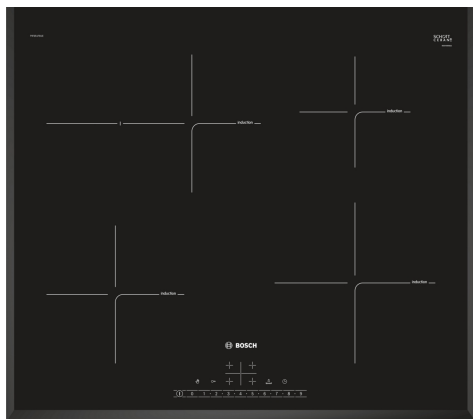 SCHOTT
CERAN®
induction
induction
induction
induction
BOSCH
0 1 • 2 • 3 • 4 • 5 • 6 • 7 • 8 • 9